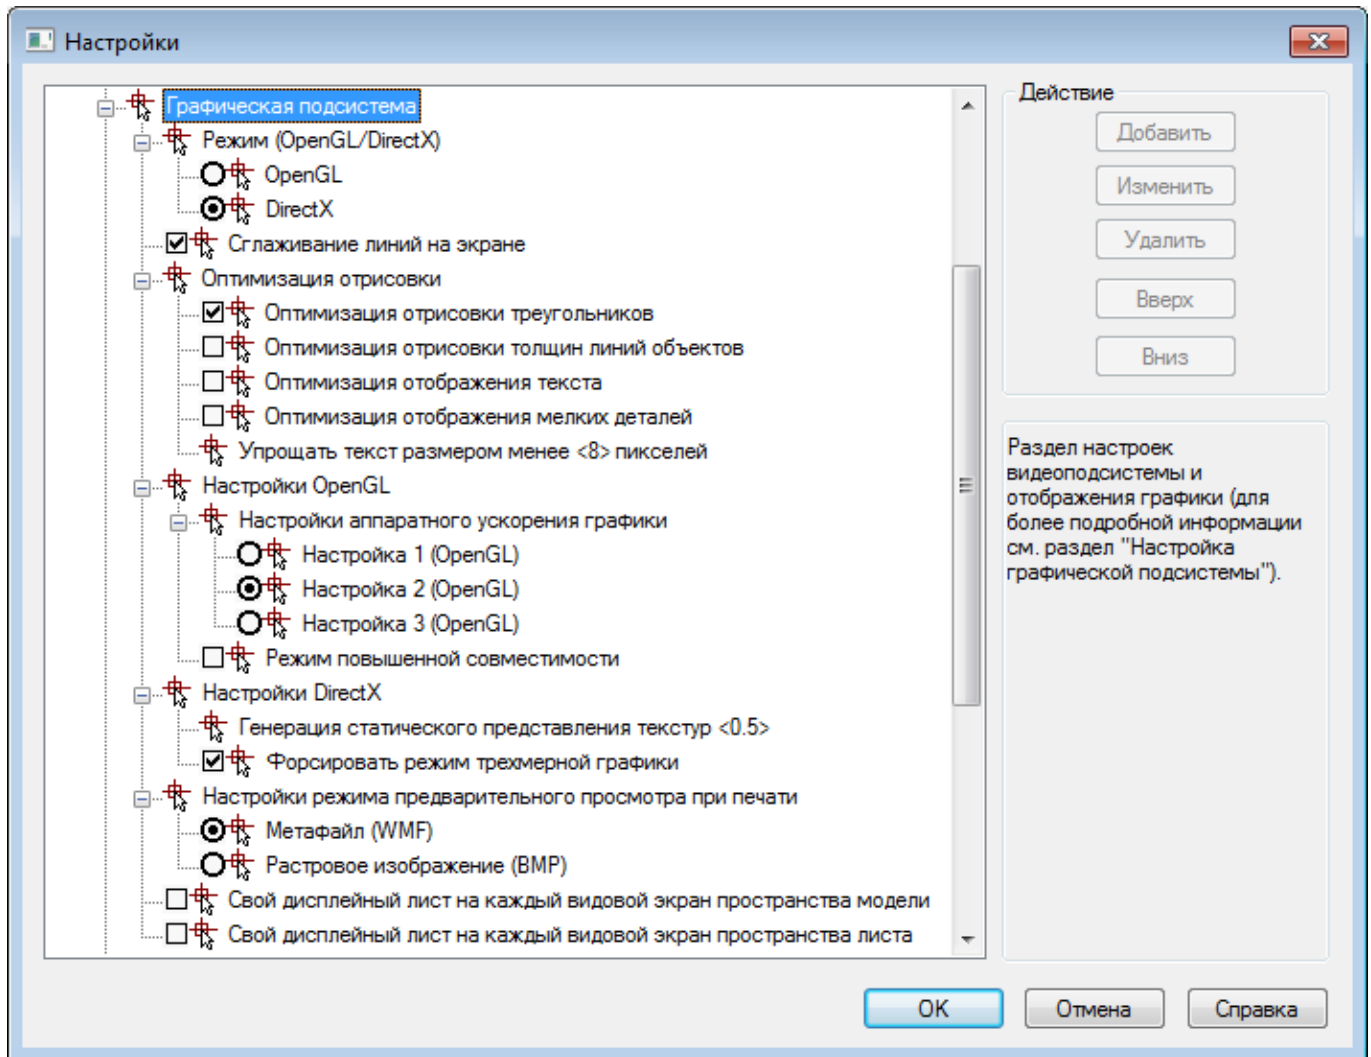 Настройки
Графическая подсистема
Режим (OpenGL/DirectX)
OpenGL
DirectX
Сглаживание линий на экране
Оптимизация отрисовки
Оптимизация отрисовки треугольников
Оптимизация отрисовки толщин линий объектов
Оптимизация отображения текста
Оптимизация отображения мелких деталей
Упрощать текст размером менее <8> пикселей
Настройки OpenGL
Настройки аппаратного ускорения графики
Настройка 1 (OpenGL)
Настройка 2 (OpenGL)
Настройка 3 (OpenGL)
Режим повышенной совместимости
Настройки DirectX
Генерация статического представления текстур <0.5>
Форсировать режим трехмерной графики
Настройки режима предварительного просмотра при печати
Метафайл (WMF)
Растровое изображение (BMP)
Свой дисплейный лист на каждый видовой экран пространства модели
Свой дисплейный лист на каждый видовой экран пространства листа
Действие
Добавить
Изменить
Удалить
Вверх
Вниз
Раздел настроек
видеоподсистемы и
отображения графики (для
более подробной информации
см. раздел "Настройка
графической подсистемы").
OK
Отмена
Справка